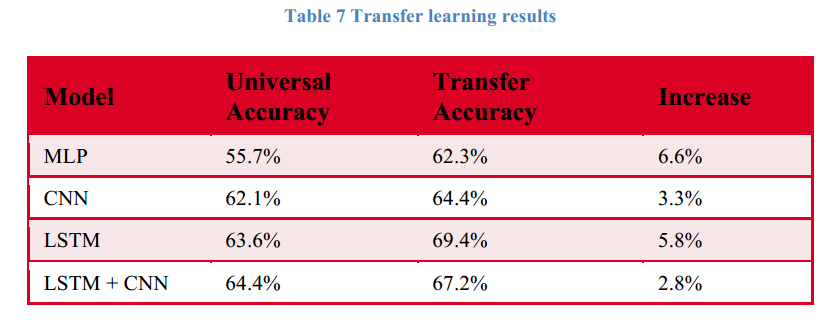 Table 7 Transfer learning results
Model Universal Accuracy Transfer Accuracy Increase
MLP 55.7% 62.3% 6.6%
CNN 62.1% 64.4% 3.3%
LSTM 63.6% 69.4% 5.8%
LSTM + CNN 64.4% 67.2% 2.8%